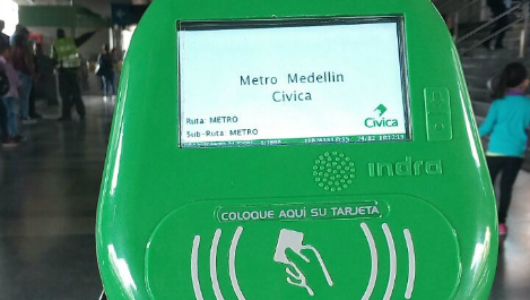 Metro Medellin
Civica
Ruta: METRO
Sub-Ruta METRO
Cívica
indra
COLOQUE AQUÍ SU TARJETA